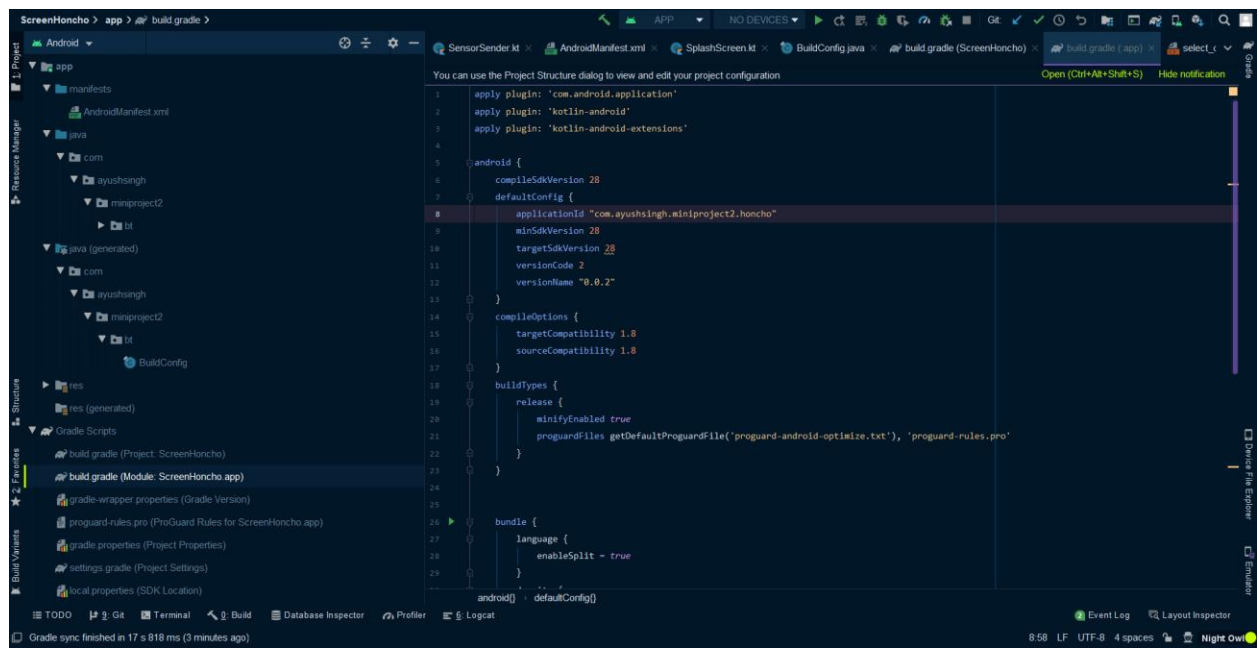 ScreenHoncho › app › build.gradle ›
APP
NO DEVICES
Git:
Android
SensorSender.kt
AndroidManifest.xml
SplashScreen.kt
BuildConfig.java
build.gradle (ScreenHoncho)
build.gradle (:app)
select_c
You can use the Project Structure dialog to view and edit your project configuration
Open (Ctrl+Alt+Shift+S)
Hide notification
1: Project
Resource Manager
Structure
2: Favorites
Build Variants
app
manifests
AndroidManifest.xml
java
com
ayushsingh
miniproject2
bt
java (generated)
com
ayushsingh
miniproject2
bt
BuildConfig
res
res (generated)
Gradle Scripts
build.gradle (Project: ScreenHoncho)
build.gradle (Module: ScreenHoncho.app)
gradle-wrapper.properties (Gradle Version)
proguard-rules.pro (ProGuard Rules for ScreenHoncho.app)
gradle.properties (Project Properties)
settings.gradle (Project Settings)
local.properties (SDK Location)
1 apply plugin: 'com.android.application'
2 apply plugin: 'kotlin-android'
3 apply plugin: 'kotlin-android-extensions'
4
5 android {
6 compileSdkVersion 28
7 defaultConfig {
8 applicationId "com.ayushsingh.miniproject2.honcho"
9 minSdkVersion 28
10 targetSdkVersion 28
11 versionCode 2
12 versionName "0.0.2"
13 }
14 compileOptions {
15 targetCompatibility 1.8
16 sourceCompatibility 1.8
17 }
18 buildTypes {
19 release {
20 minifyEnabled true
21 proguardFiles getDefaultProguardFile('proguard-android-optimize.txt'), 'proguard-rules.pro'
22 }
23 }
24
25
26 bundle {
27 language {
28 enableSplit = true
29 }
android{} › defaultConfig{}
Gradle
Device File Explorer
Emulator
TODO
9: Git
Terminal
0: Build
Database Inspector
Profiler
6: Logcat
2 Event Log
Layout Inspector
Gradle sync finished in 17 s 818 ms (3 minutes ago)
8:58 LF UTF-8 4 spaces
Night Owl